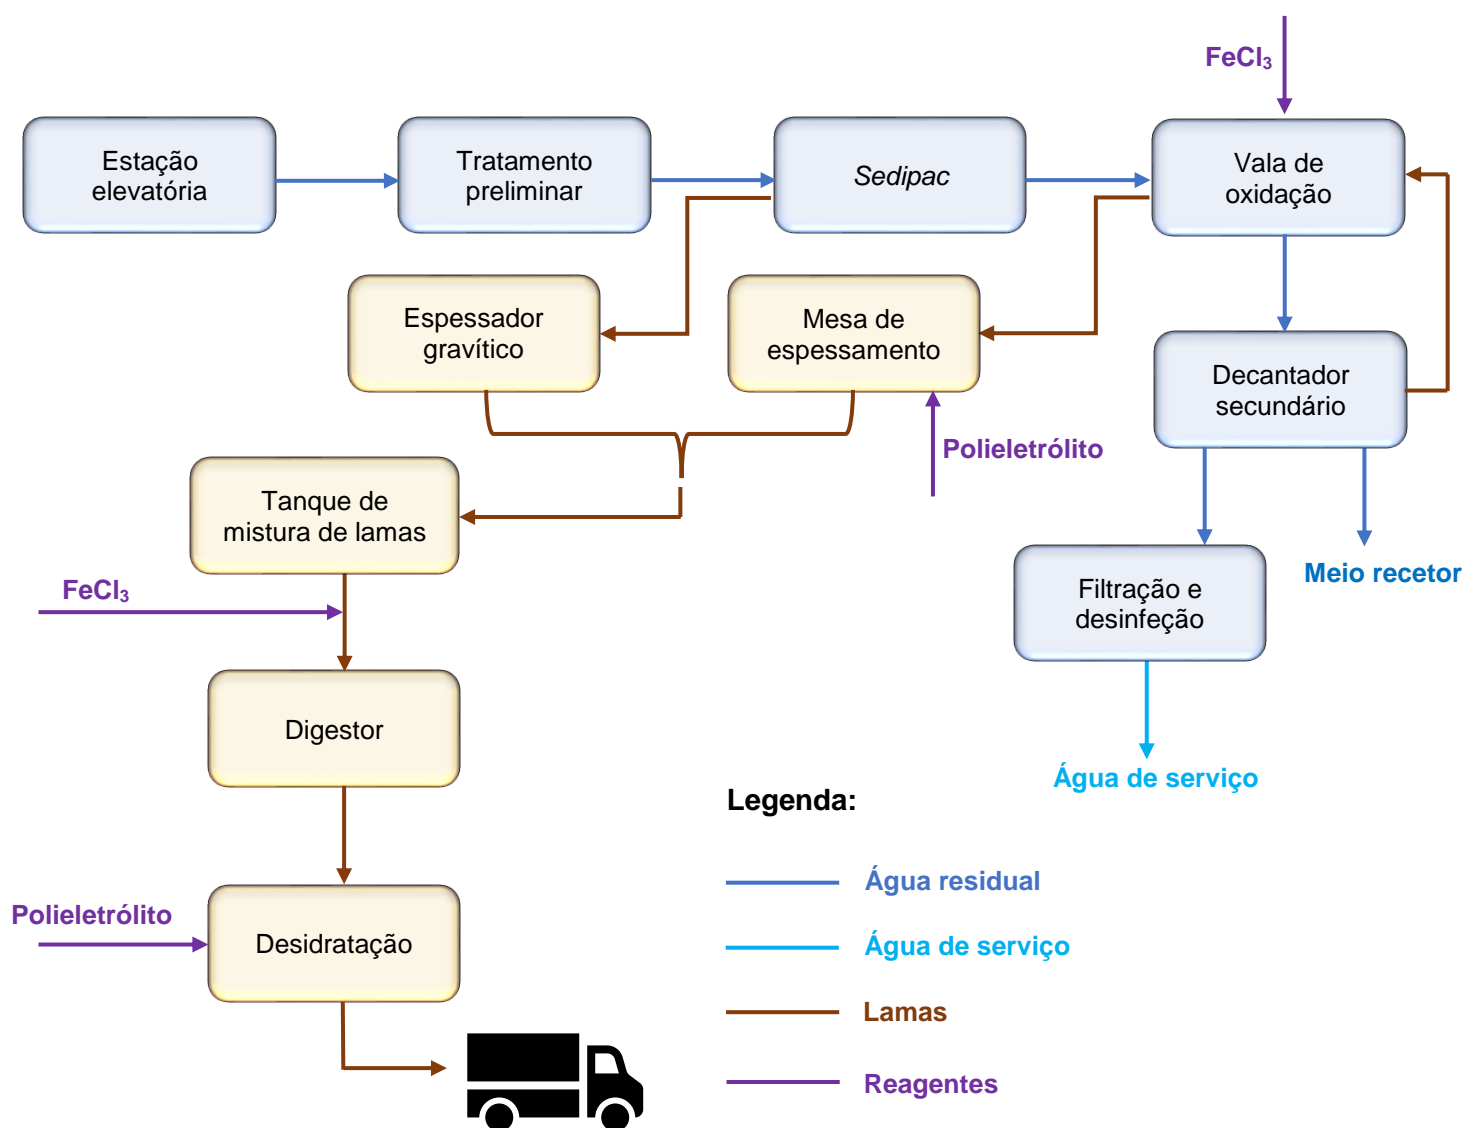 FeCl₃
Estação
elevatória
Tratamento
preliminar
Sedipac
Vala de
oxidação
Espessador
gravítico
Mesa de
espessamento
Decantador
secundário
Polieletrólito
Tanque de
mistura de lamas
FeCl₃
Filtração e
desinfeção
Meio recetor
Digestor
Água de serviço
Legenda:
Água residual
Polieletrólito
Desidratação
Água de serviço
Lamas
Reagentes